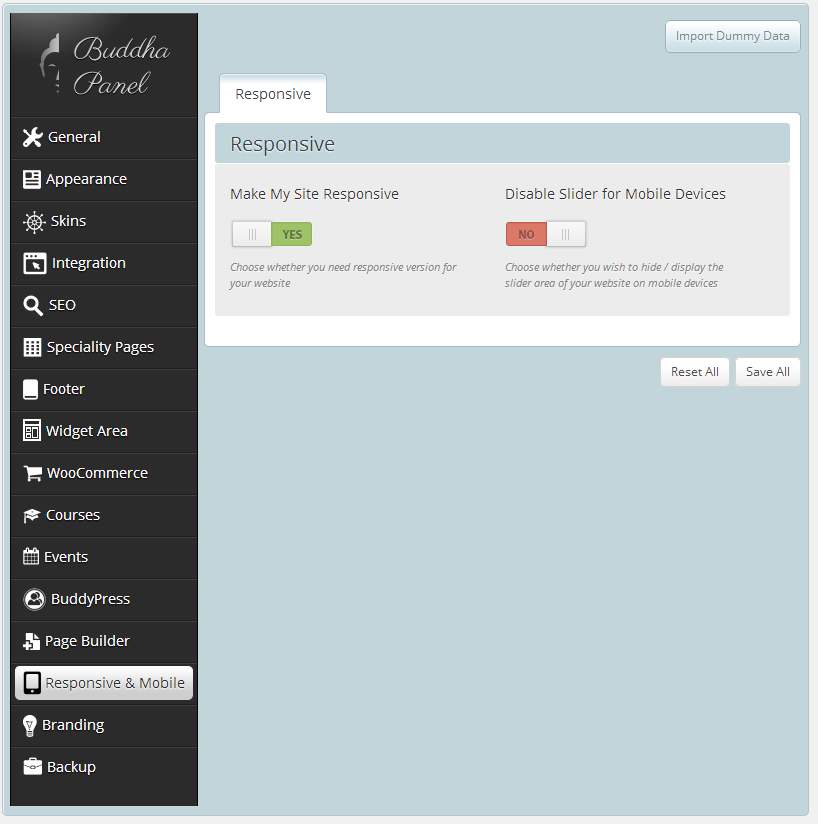 Buddha
Panel
Import Dummy Data
General
Appearance
Skins
Integration
SEO
Speciality Pages
Footer
Widget Area
WooCommerce
Courses
Events
BuddyPress
Page Builder
Responsive & Mobile
Branding
Backup
Responsive
Responsive
Make My Site Responsive
YES
Choose whether you need responsive version for
your website
Disable Slider for Mobile Devices
NO
Choose whether you wish to hide / display the
slider area of your website on mobile devices
Reset All
Save All